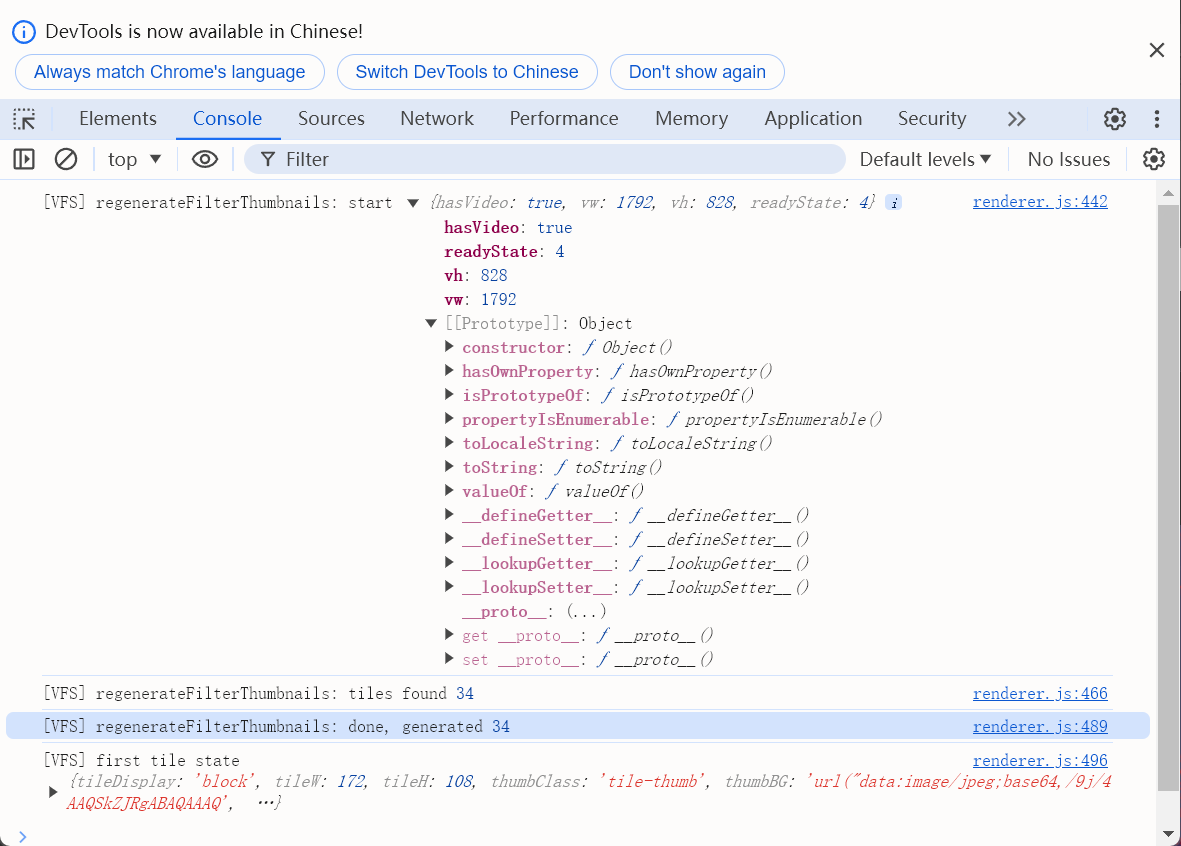 DevTools is now available in Chinese!
Always match Chrome's language Switch DevTools to Chinese Don't show again
Elements Console Sources Network Performance Memory Application Security
top Filter Default levels No Issues
[VFS] regenerateFilterThumbnails: start {hasVideo: true, vw: 1792, vh: 828, readyState: 4} i renderer.js:442
hasVideo: true
readyState: 4
vh: 828
vw: 1792
[[Prototype]]: Object
constructor: ƒ Object()
hasOwnProperty: ƒ hasOwnProperty()
isPrototypeOf: ƒ isPrototypeOf()
propertyIsEnumerable: ƒ propertyIsEnumerable()
toLocaleString: ƒ toLocaleString()
toString: ƒ toString()
valueOf: ƒ valueOf()
__defineGetter__: ƒ __defineGetter__()
__defineSetter__: ƒ __defineSetter__()
__lookupGetter__: ƒ __lookupGetter__()
__lookupSetter__: ƒ __lookupSetter__()
__proto__: (...)
get __proto__: ƒ __proto__()
set __proto__: ƒ __proto__()
[VFS] regenerateFilterThumbnails: tiles found 34 renderer.js:466
[VFS] regenerateFilterThumbnails: done, generated 34 renderer.js:489
[VFS] first tile state renderer.js:496
{tileDisplay: 'block', tileW: 172, tileH: 108, thumbClass: 'tile-thumb', thumbBG: 'url("data:image/jpeg;base64,/9j/4
AAQSkZJRgABAQAAAQ', …}